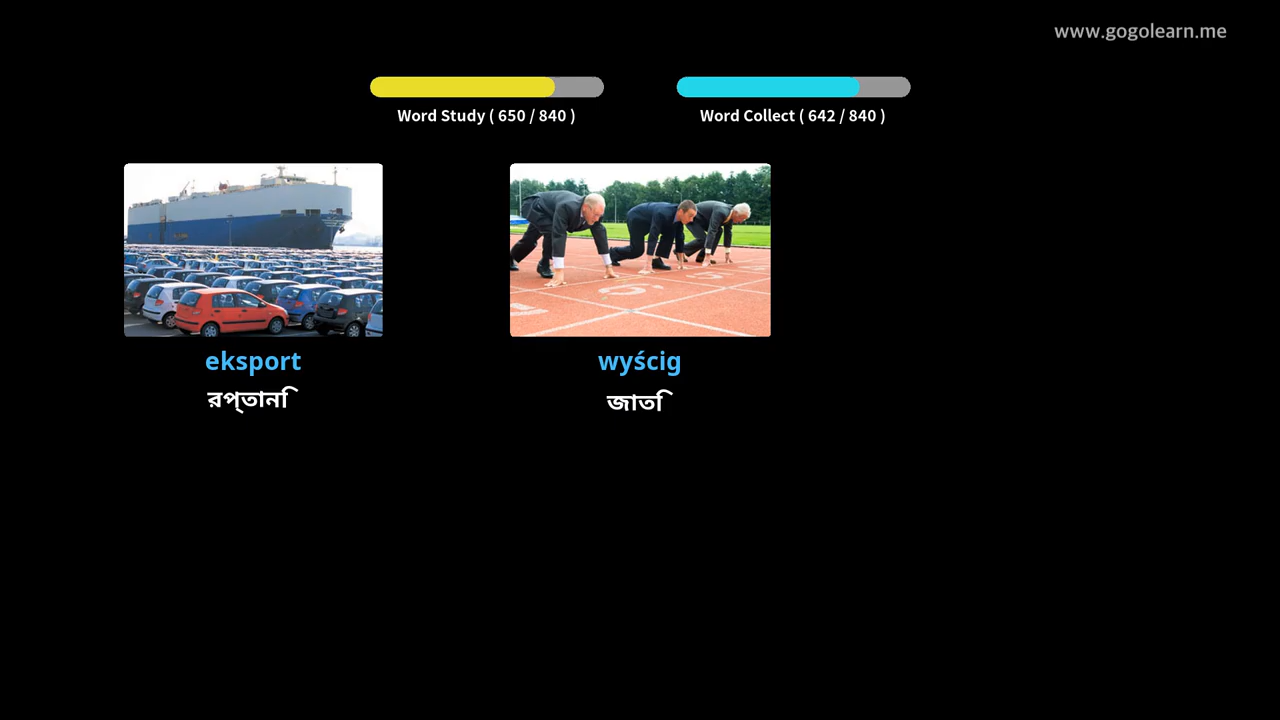 www.gogolearn.me
Word Study ( 650 / 840 )
Word Collect ( 642 / 840 )
eksport
wyścig
রপ্তানি
জাতি